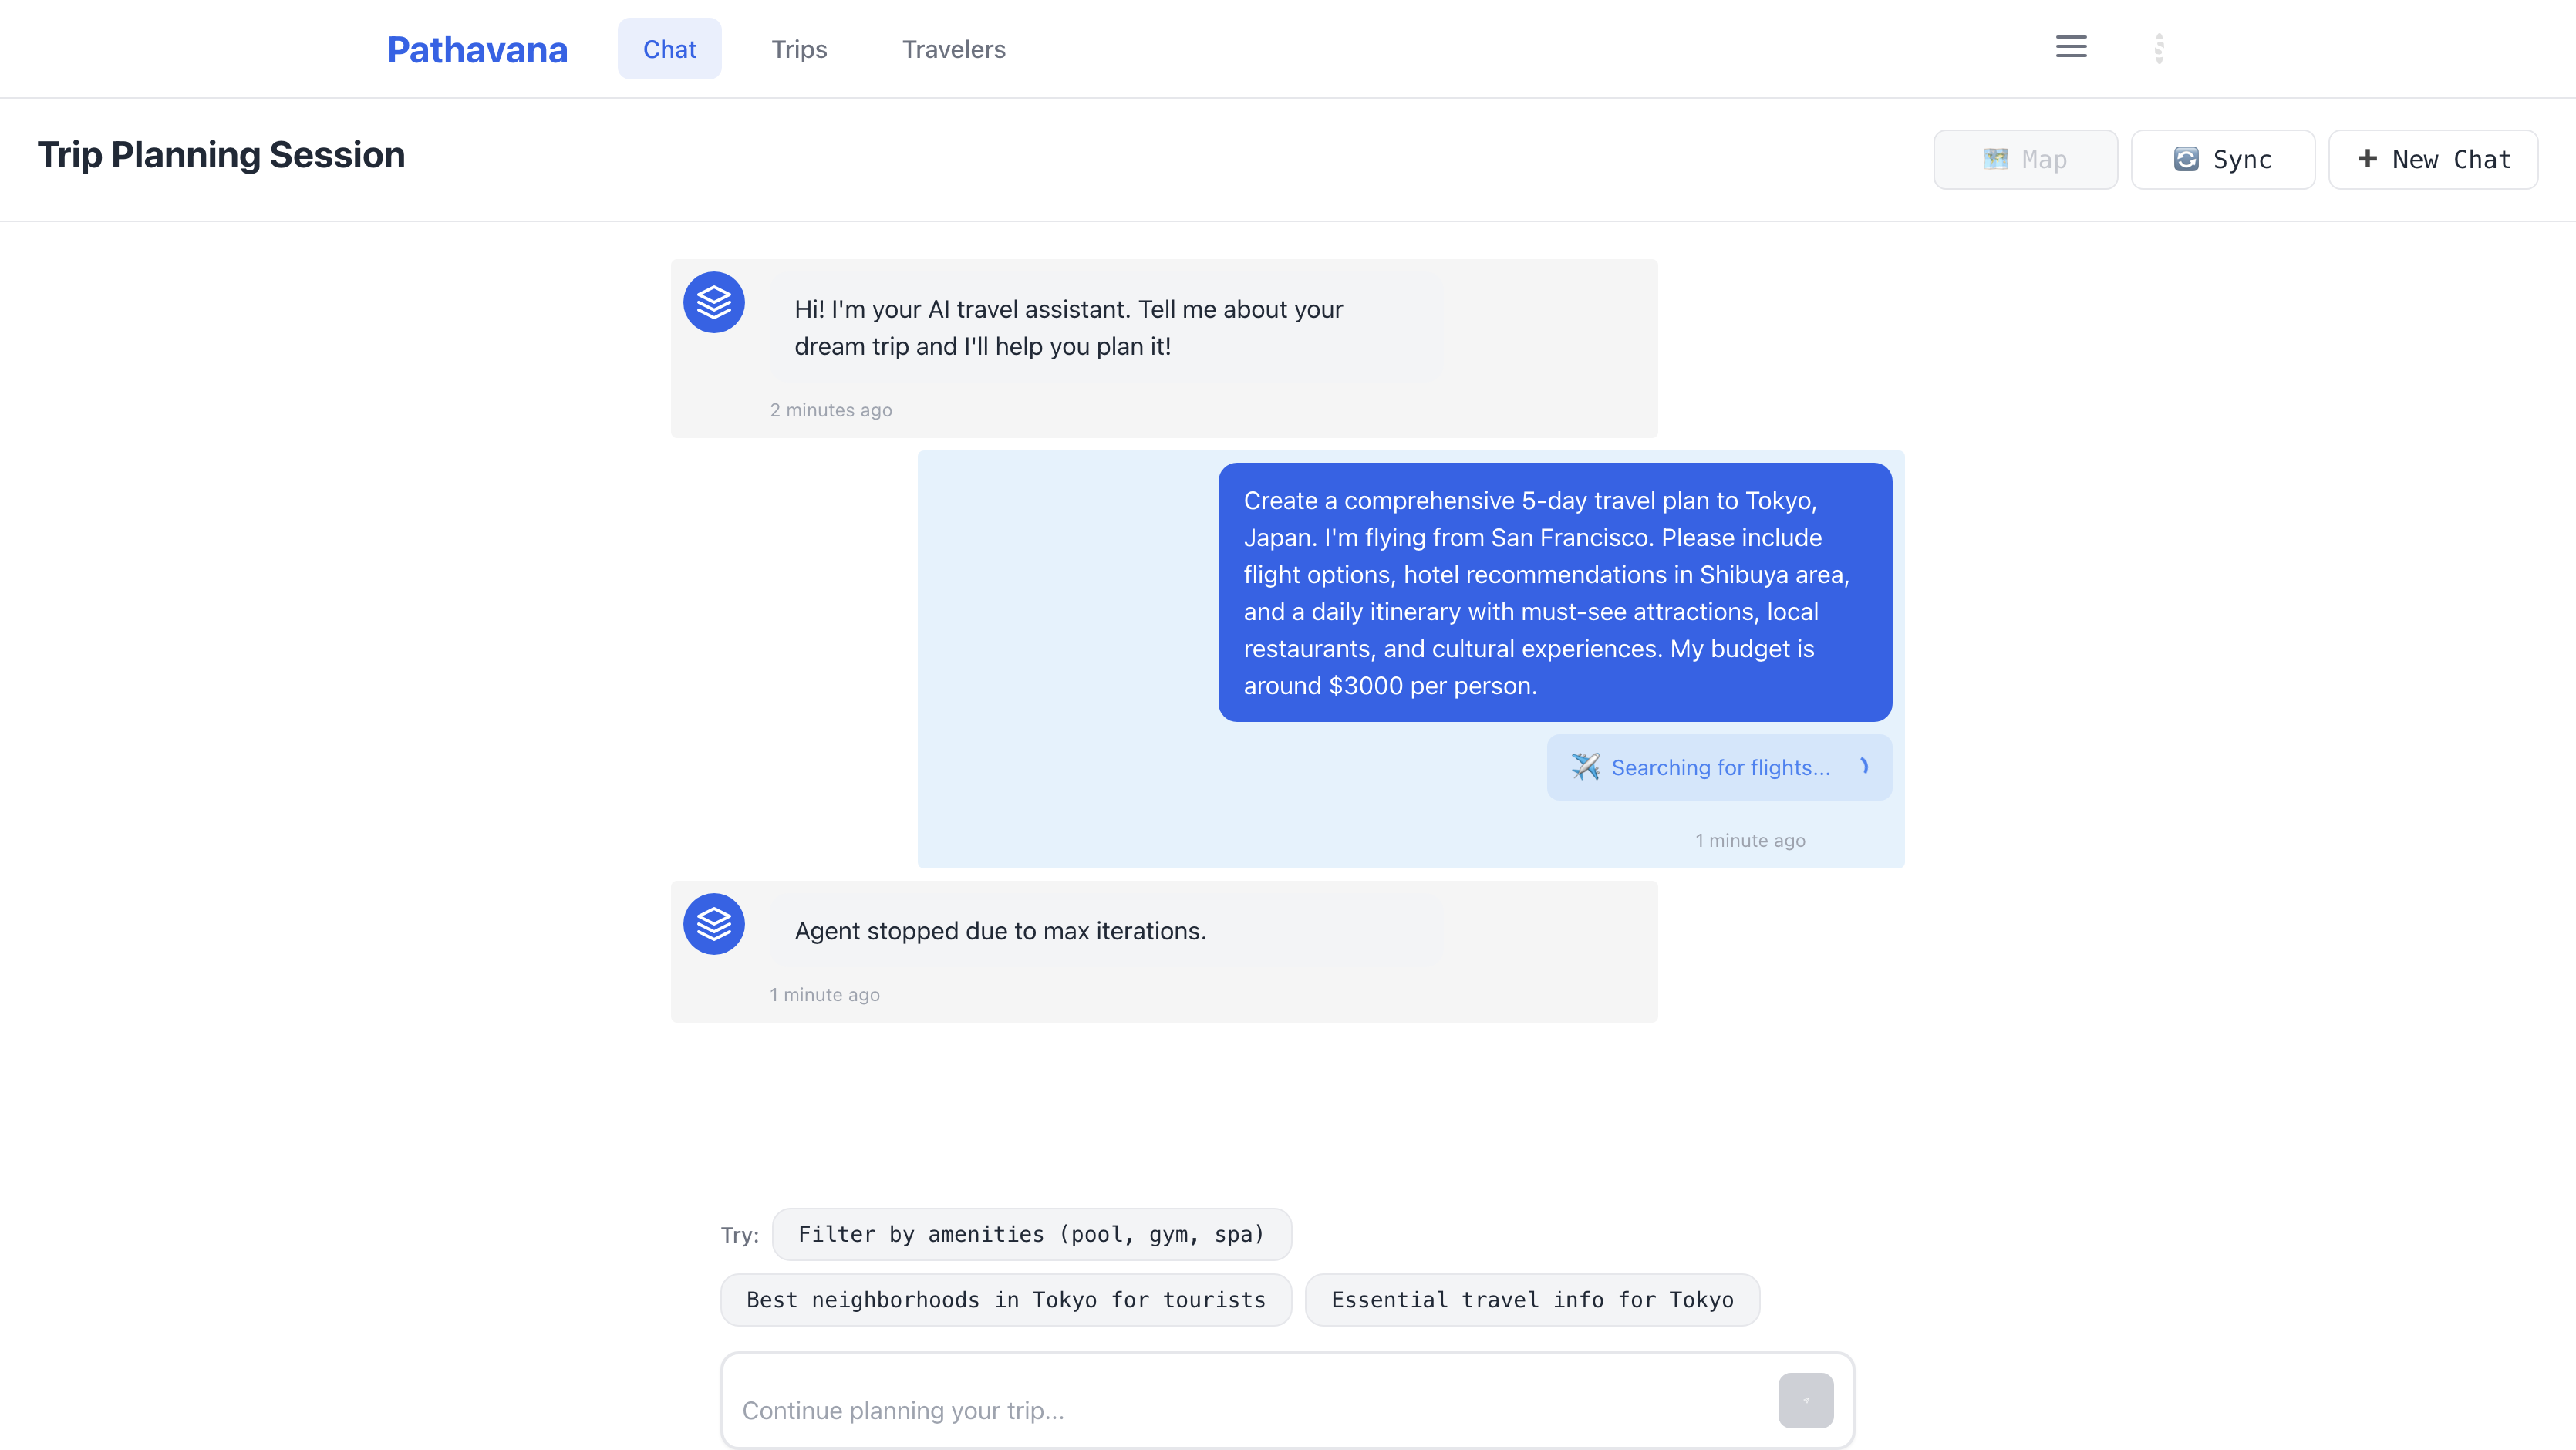 Pathavana
Chat
Trips
Travelers
Trip Planning Session
Map
Sync
+ New Chat
Hi! I'm your AI travel assistant. Tell me about your
dream trip and I'll help you plan it!
2 minutes ago
Create a comprehensive 5-day travel plan to Tokyo,
Japan. I'm flying from San Francisco. Please include
flight options, hotel recommendations in Shibuya area,
and a daily itinerary with must-see attractions, local
restaurants, and cultural experiences. My budget is
around $3000 per person.
Searching for flights...
1 minute ago
Agent stopped due to max iterations.
1 minute ago
Try:
Filter by amenities (pool, gym, spa)
Best neighborhoods in Tokyo for tourists
Essential travel info for Tokyo
Continue planning your trip...